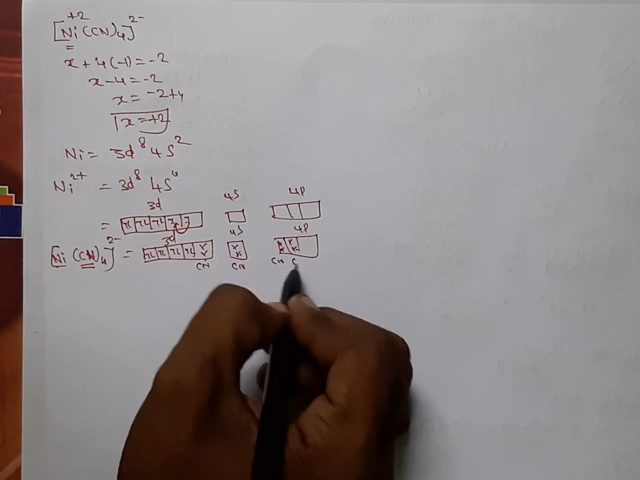 +2
[Ni(CN)4]2-
x + 4(-1) = -2
x - 4 = -2
x = -2+4
x = +2
Ni = 3d8 4S2
Ni2+ = 3d8 4S0
3d 4S 4P
=
3d 4S 4P
[Ni(CN)4]2- =
CN CN CN C